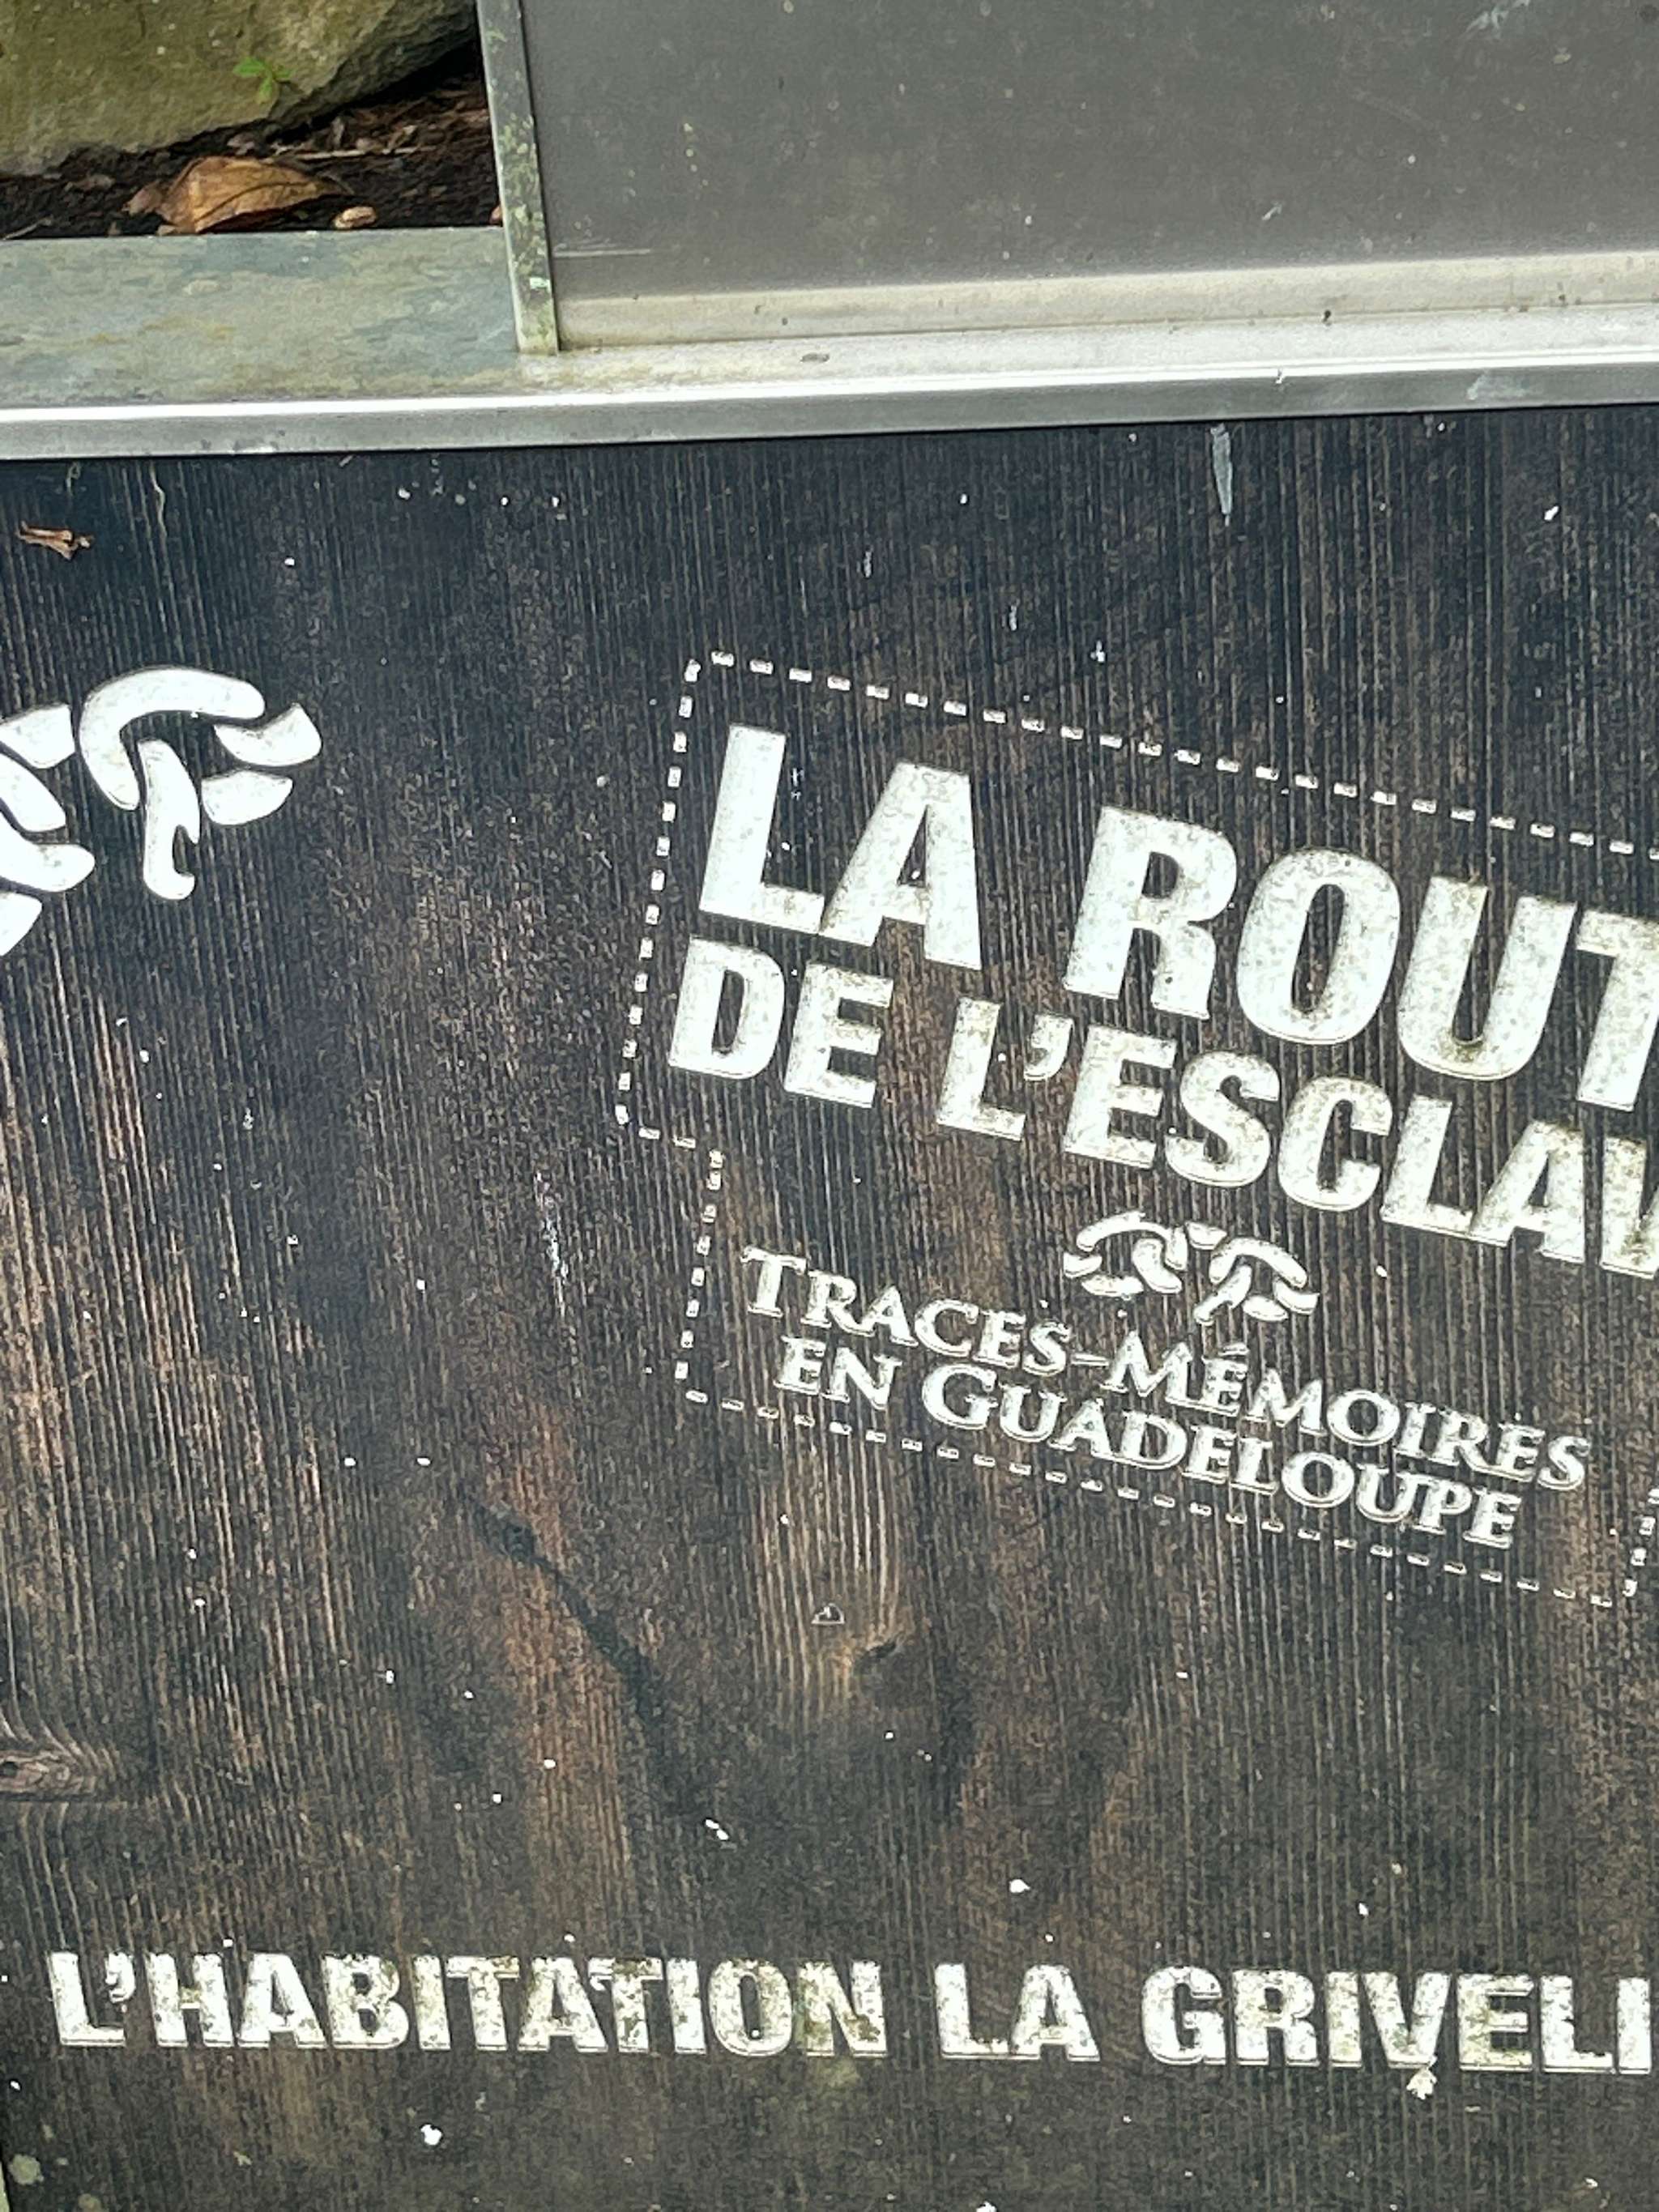 LA ROUT
DE L'ESCLAV
TRACES-MÉMOIRES
EN GUADELOUPE
L'HABITATION LA GRIVELI